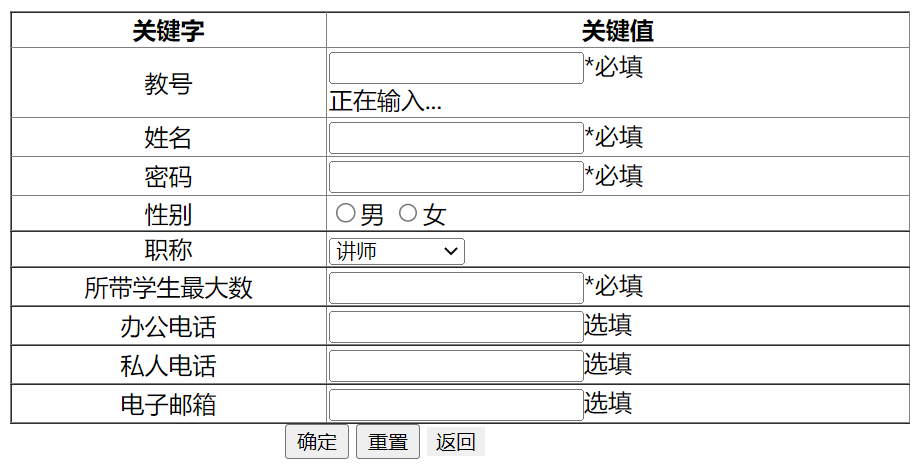 关键字 关键值
教号 *必填
正在输入...
姓名 *必填
密码 *必填
性别 男 女
职称 讲师
所带学生最大数 *必填
办公电话 选填
私人电话 选填
电子邮箱 选填
确定 重置 返回